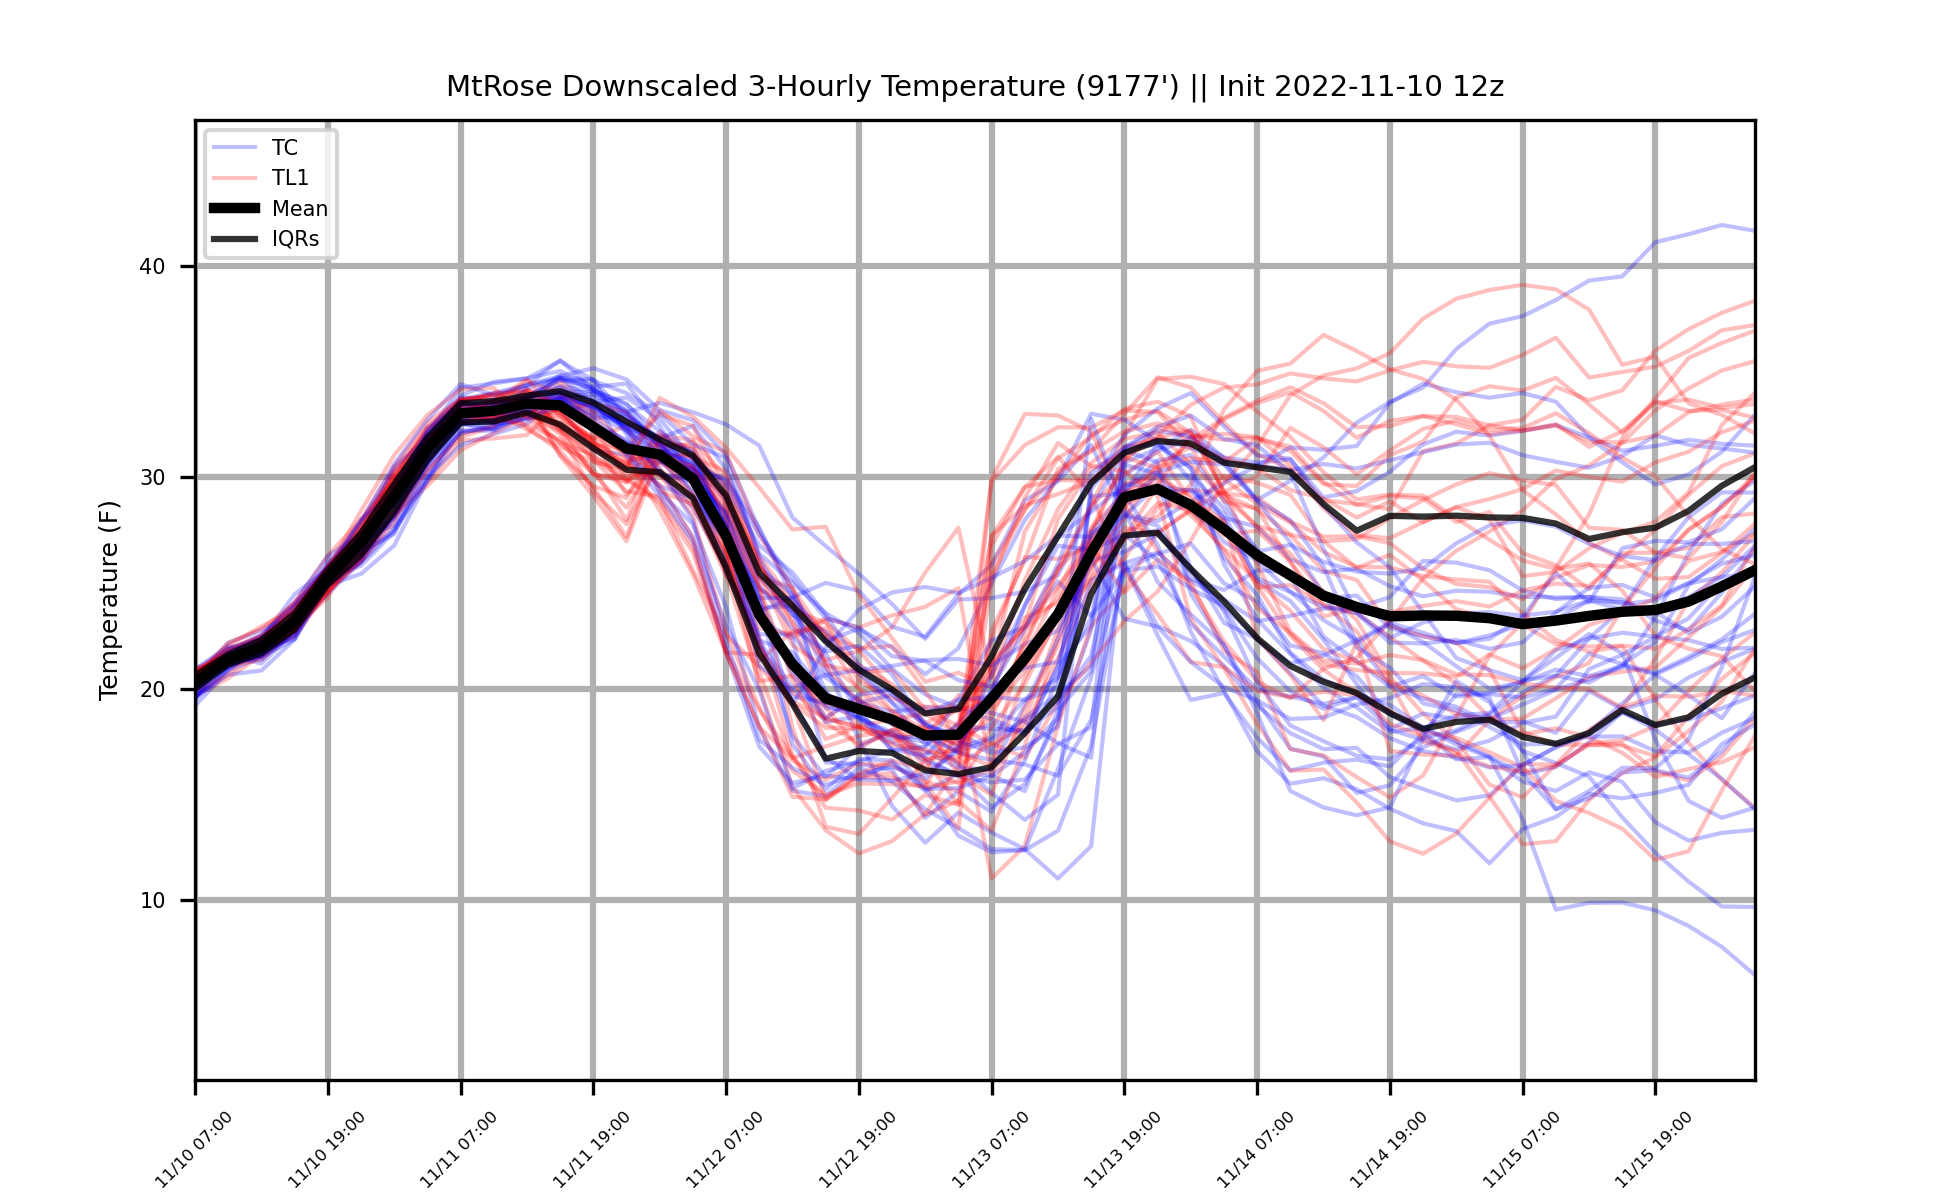 MtRose Downscaled 3-Hourly Temperature (9177') || Init 2022-11-10 12z
TC
TL1
Mean
IQRs
Temperature (F)
40
30
20
10
11/10 07:00
11/10 19:00
11/11 07:00
11/11 19:00
11/12 07:00
11/12 19:00
11/13 07:00
11/13 19:00
11/14 07:00
11/14 19:00
11/15 07:00
11/15 19:00